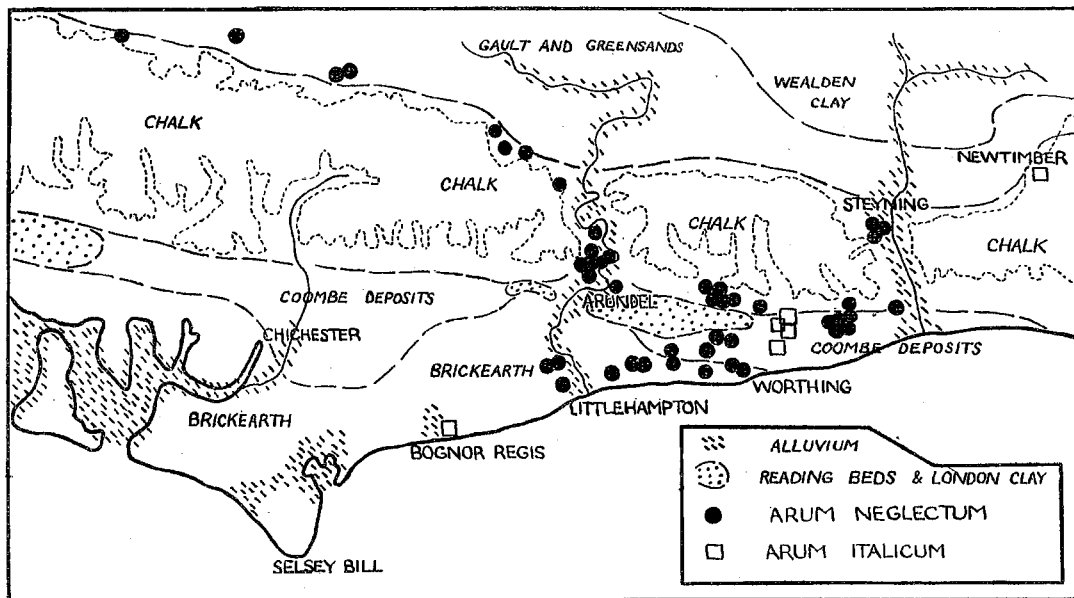 GAULT AND GREENSANDS
WEALDEN
CLAY
CHALK
NEWTIMBER
CHALK
STEYNING
CHALK
CHALK
COOMBE DEPOSITS
ARUNDEL
CHICHESTER
COOMBE DEPOSITS
BRICKEARTH
WORTHING
LITTLEHAMPTON
BRICKEARTH
BOGNOR REGIS
SELSEY BILL
ALLUVIUM
READING BEDS & LONDON CLAY
ARUM NEGLECTUM
ARUM ITALICUM